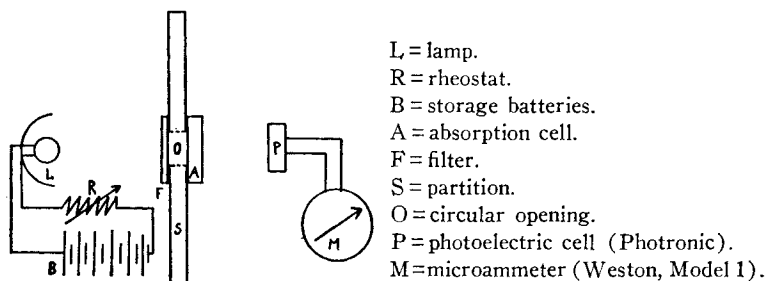 L = lamp.
R = rheostat.
B = storage batteries.
A = absorption cell.
F = filter.
S = partition.
O = circular opening.
P = photoelectric cell (Photronic).
M = microammeter (Weston, Model 1).
L
R
B
F
O
A
S
P
M